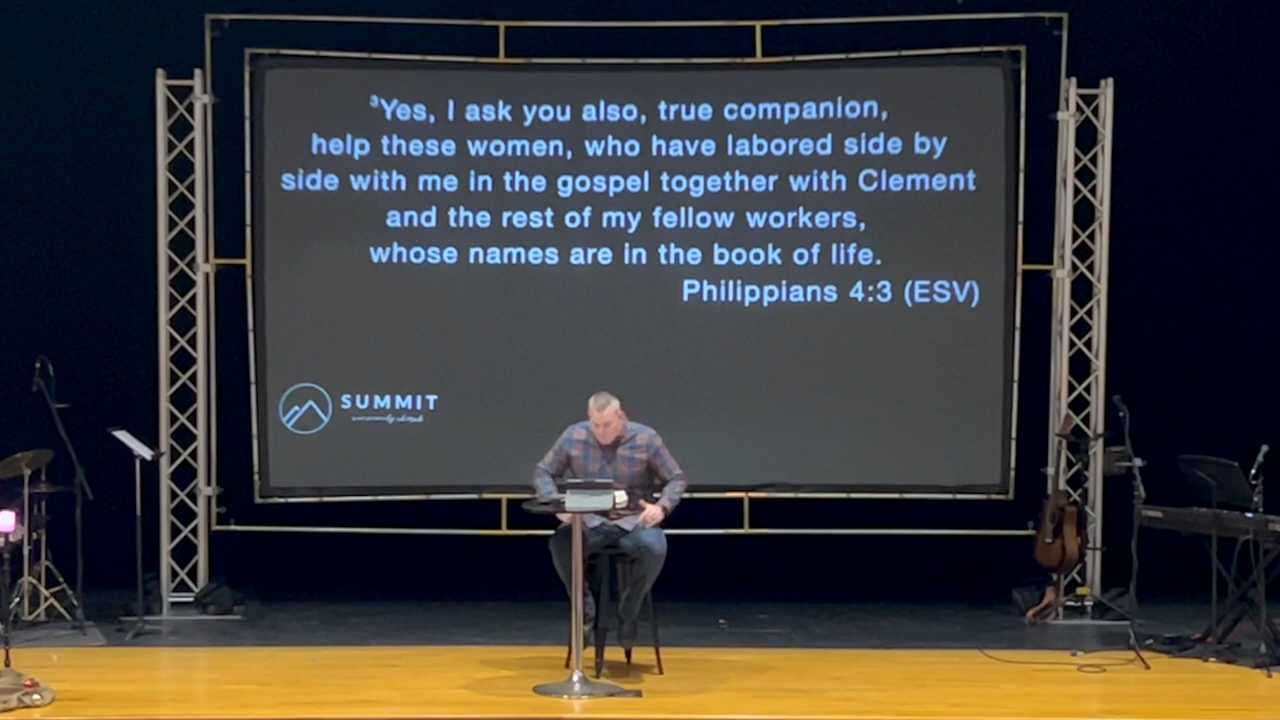 ³Yes, I ask you also, true companion,
help these women, who have labored side by
side with me in the gospel together with Clement
and the rest of my fellow workers,
whose names are in the book of life.
Philippians 4:3 (ESV)
SUMMIT
community church